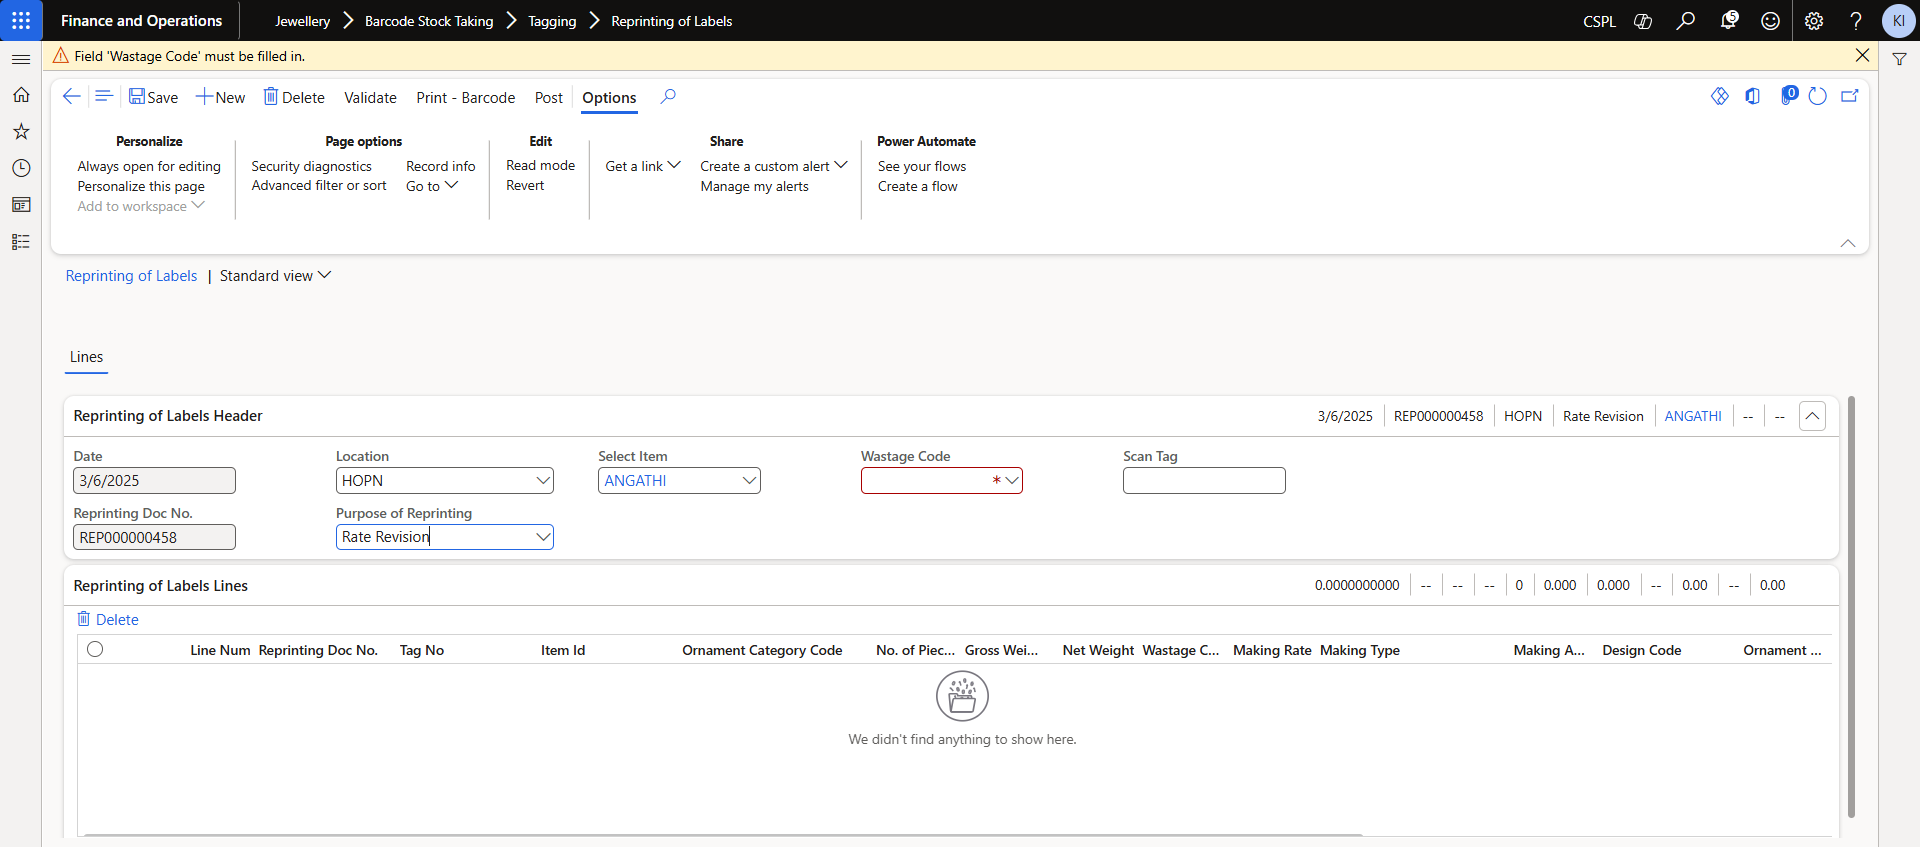 Finance and Operations
Jewellery > Barcode Stock Taking > Tagging > Reprinting of Labels
CSPL
5
?
KI
Field 'Wastage Code' must be filled in.
Save
New
Delete
Validate
Print - Barcode
Post
Options
0
Personalize
Always open for editing
Personalize this page
Add to workspace
Page options
Security diagnostics
Advanced filter or sort
Record info
Go to
Edit
Read mode
Revert
Share
Get a link
Create a custom alert
Manage my alerts
Power Automate
See your flows
Create a flow
Reprinting of Labels | Standard view
Lines
Reprinting of Labels Header
3/6/2025
REP000000458
HOPN
Rate Revision
ANGATHI
--
--
Date
3/6/2025
Reprinting Doc No.
REP000000458
Location
HOPN
Purpose of Reprinting
Rate Revision
Select Item
ANGATHI
Wastage Code
*
Scan Tag
Reprinting of Labels Lines
0.0000000000
--
--
--
0
0.000
0.000
--
0.00
--
0.00
Delete
Line Num
Reprinting Doc No.
Tag No
Item Id
Ornament Category Code
No. of Piec...
Gross Wei...
Net Weight
Wastage C...
Making Rate
Making Type
Making A...
Design Code
Ornament ...
We didn't find anything to show here.